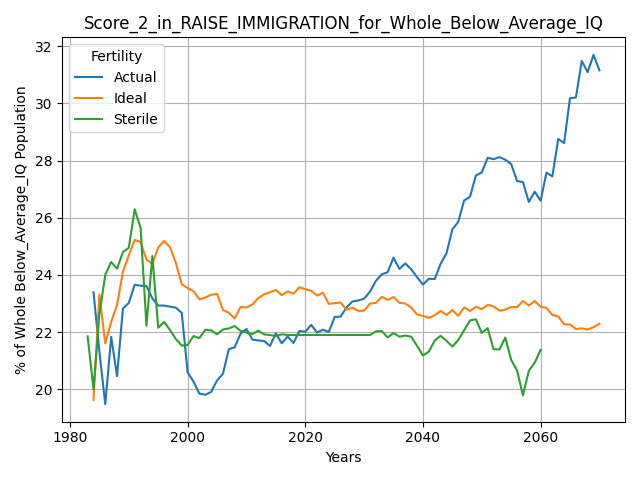 Score_2_in_RAISE_IMMIGRATION_for_Whole_Below_Average_IQ
Fertility
Actual
Ideal
Sterile
% of Whole Below_Average_IQ Population
32
30
28
26
24
22
20
1980
2000
2020
2040
2060
Years